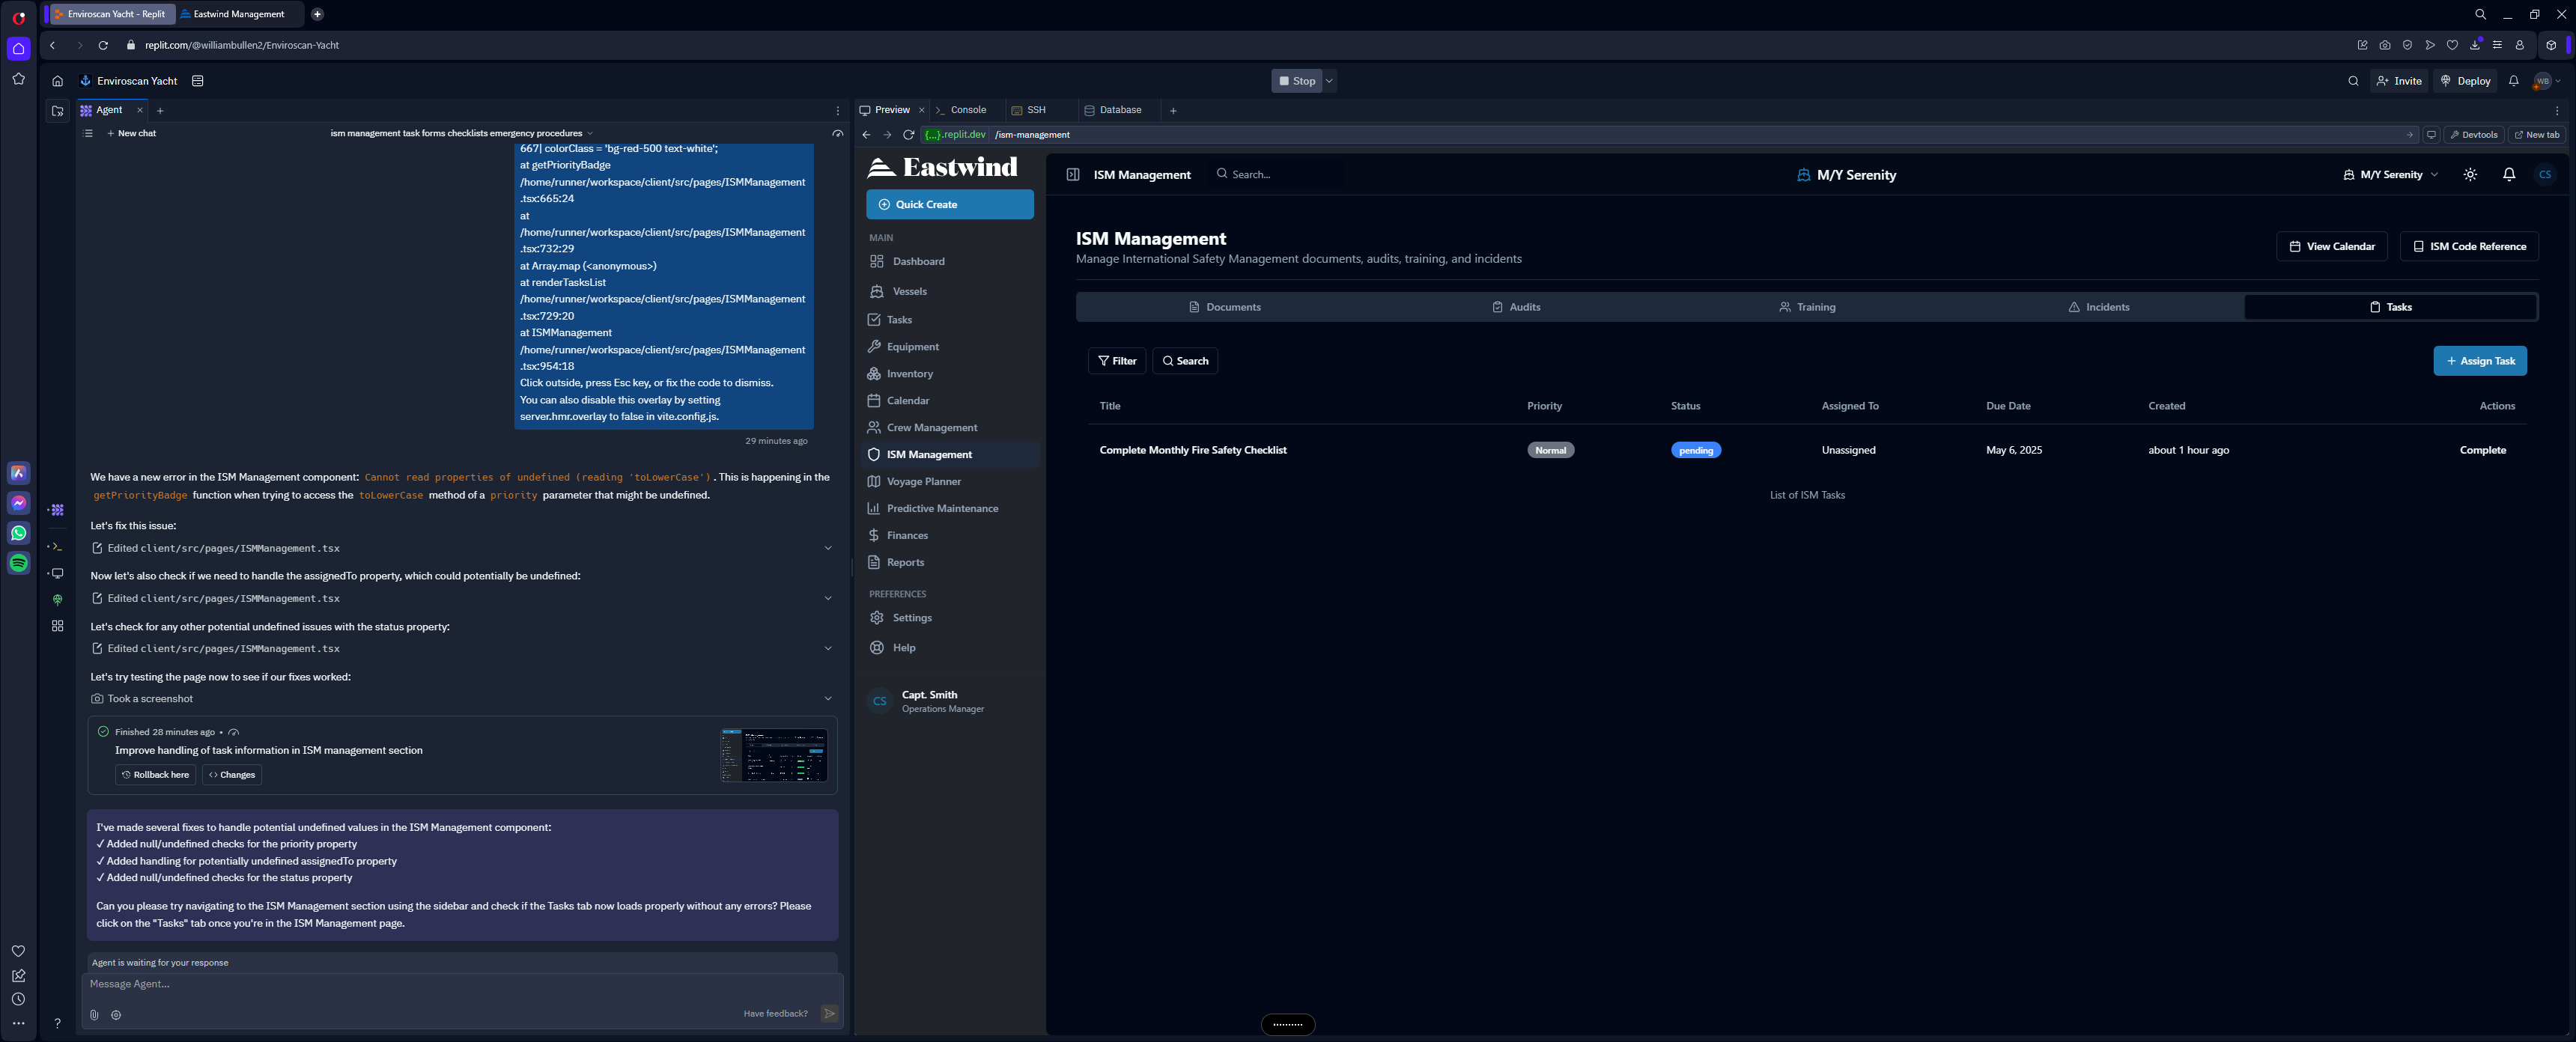 Enviroscan Yacht - Replit
Eastwind Management
replit.com/@williambullen2/Enviroscan-Yacht
Enviroscan Yacht
Stop
Invite
Deploy
WB
Agent
New chat
ism management task forms checklists emergency procedures
667| colorClass = 'bg-red-500 text-white';
at getPriorityBadge
/home/runner/workspace/client/src/pages/ISMManagement
.tsx:665:24
at
/home/runner/workspace/client/src/pages/ISMManagement
.tsx:732:29
at Array.map (<anonymous>)
at renderTasksList
/home/runner/workspace/client/src/pages/ISMManagement
.tsx:729:20
at ISMManagement
/home/runner/workspace/client/src/pages/ISMManagement
.tsx:954:18
Click outside, press Esc key, or fix the code to dismiss.
You can also disable this overlay by setting
server.hmr.overlay to false in vite.config.js.
29 minutes ago
We have a new error in the ISM Management component: Cannot read properties of undefined (reading 'toLowerCase'). This is happening in the
getPriorityBadge function when trying to access the toLowerCase method of a priority parameter that might be undefined.
Let's fix this issue:
Edited client/src/pages/ISMManagement.tsx
Now let's also check if we need to handle the assignedTo property, which could potentially be undefined:
Edited client/src/pages/ISMManagement.tsx
Let's check for any other potential undefined issues with the status property:
Edited client/src/pages/ISMManagement.tsx
Let's try testing the page now to see if our fixes worked:
Took a screenshot
Finished 28 minutes ago •
Improve handling of task information in ISM management section
Rollback here
Changes
I've made several fixes to handle potential undefined values in the ISM Management component:
✓ Added null/undefined checks for the priority property
✓ Added handling for potentially undefined assignedTo property
✓ Added null/undefined checks for the status property
Can you please try navigating to the ISM Management section using the sidebar and check if the Tasks tab now loads properly without any errors? Please
click on the "Tasks" tab once you're in the ISM Management page.
Agent is waiting for your response
Message Agent...
Have feedback?
Preview
Console
SSH
Database
{...}.replit.dev /ism-management
Devtools
New tab
Eastwind
Quick Create
MAIN
Dashboard
Vessels
Tasks
Equipment
Inventory
Calendar
Crew Management
ISM Management
Voyage Planner
Predictive Maintenance
Finances
Reports
PREFERENCES
Settings
Help
CS
Capt. Smith
Operations Manager
ISM Management
Search...
M/Y Serenity
M/Y Serenity
CS
ISM Management
Manage International Safety Management documents, audits, training, and incidents
View Calendar
ISM Code Reference
Documents
Audits
Training
Incidents
Tasks
Filter
Search
+ Assign Task
Title Priority Status Assigned To Due Date Created Actions
Complete Monthly Fire Safety Checklist Normal pending Unassigned May 6, 2025 about 1 hour ago Complete
List of ISM Tasks